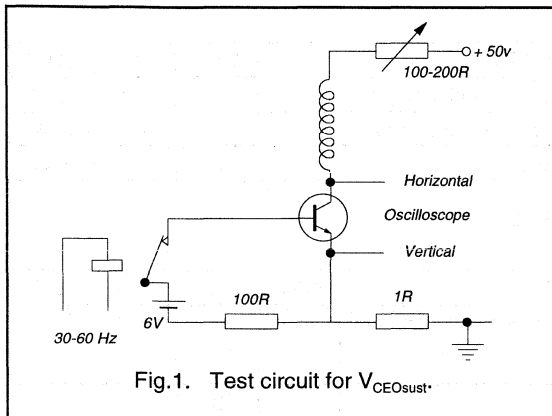 + 50v
100-200R
Horizontal
Oscilloscope
Vertical
100R
1R
6V
30-60 Hz
Fig.1. Test circuit for VCEOsust.